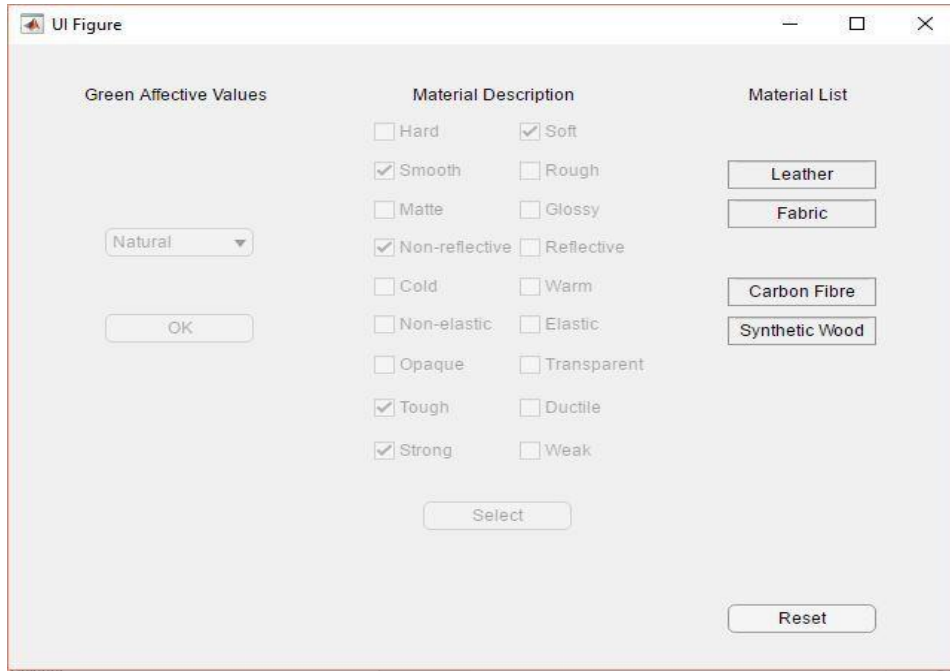 UI Figure
Green Affective Values Material Description Material List
Hard Soft
Smooth Rough Leather
Matte Glossy Fabric
Natural Non-reflective Reflective
Cold Warm Carbon Fibre
OK Non-elastic Elastic Synthetic Wood
Opaque Transparent
Tough Ductile
Strong Weak
Select
Reset